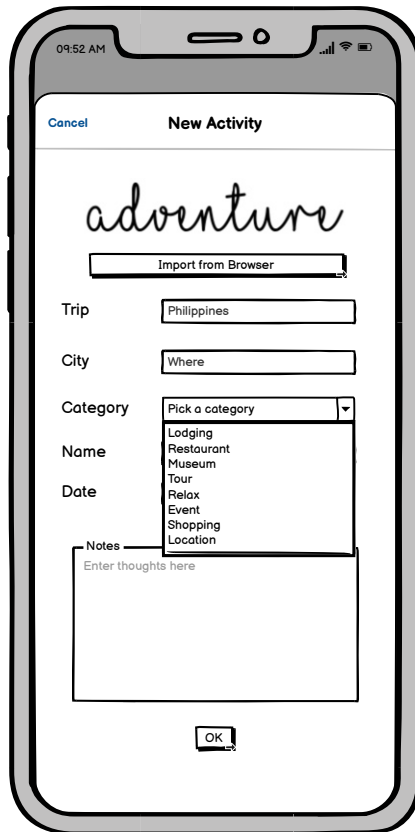 09:52 AM
Cancel
New Activity
adventure
Import from Browser
Trip
Philippines
City
Where
Category
Pick a category
Lodging
Restaurant
Museum
Tour
Relax
Event
Shopping
Location
Name
Date
Notes
Enter thoughts here
OK